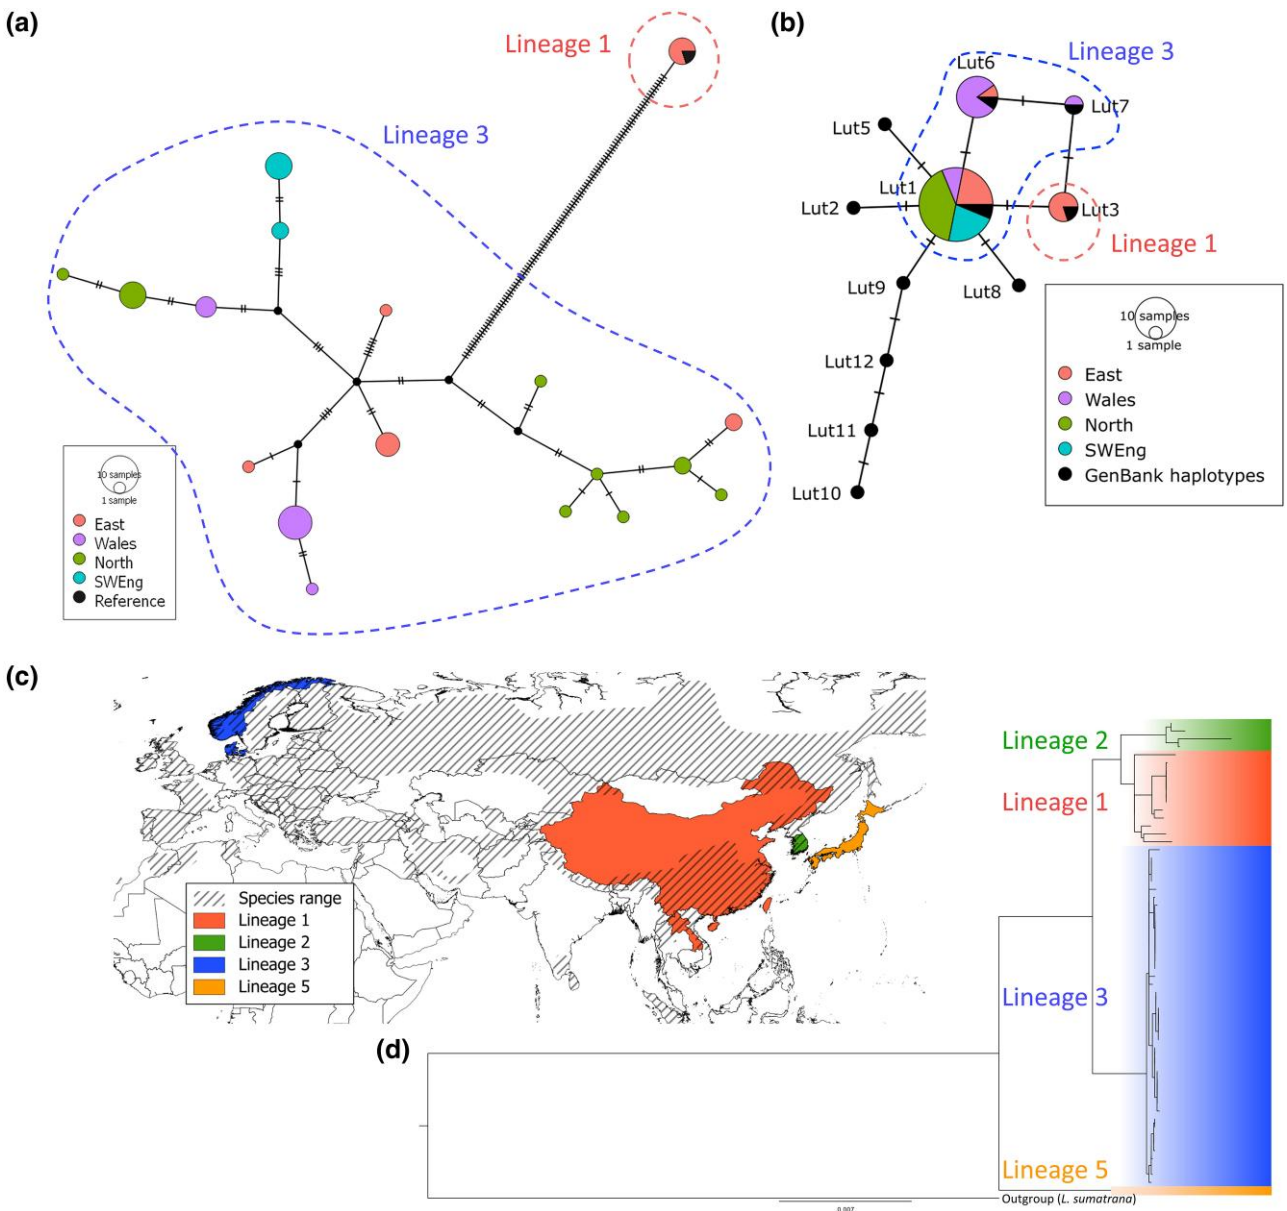 (a)
Lineage 1
Lineage 3
10 samples
1 sample
East
Wales
North
SWEng
Reference
(b)
Lineage 3
Lut6
Lut7
Lut5
Lut1
Lut2
Lut3
Lineage 1
Lut9
Lut8
Lut12
Lut11
Lut10
10 samples
1 sample
East
Wales
North
SWEng
GenBank haplotypes
(c)
Species range
Lineage 1
Lineage 2
Lineage 3
Lineage 5
(d)
Lineage 2
Lineage 1
Lineage 3
Lineage 5
Outgroup (L. sumatrana)
0.007